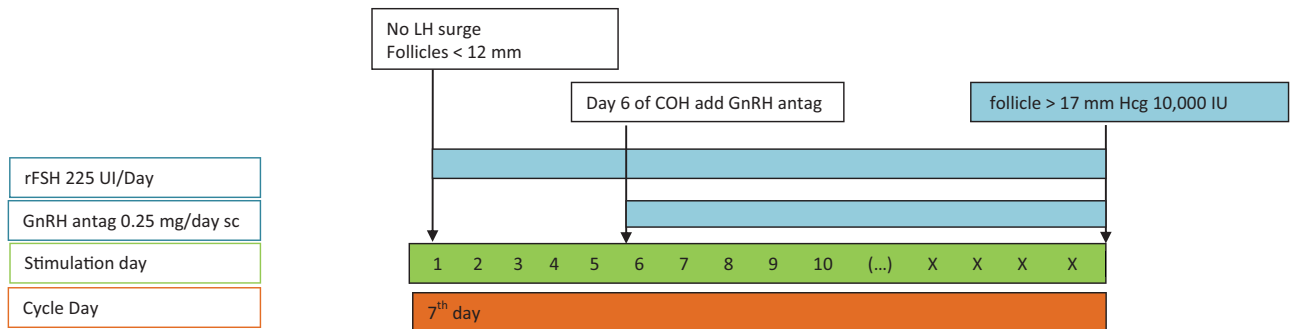 No LH surge
Follicles < 12 mm
Day 6 of COH add GnRH antag
follicle > 17 mm Hcg 10,000 IU
rFSH 225 UI/Day
GnRH antag 0.25 mg/day sc
Stimulation day
1 2 3 4 5 6 7 8 9 10 (...) X X X X
Cycle Day
7th day